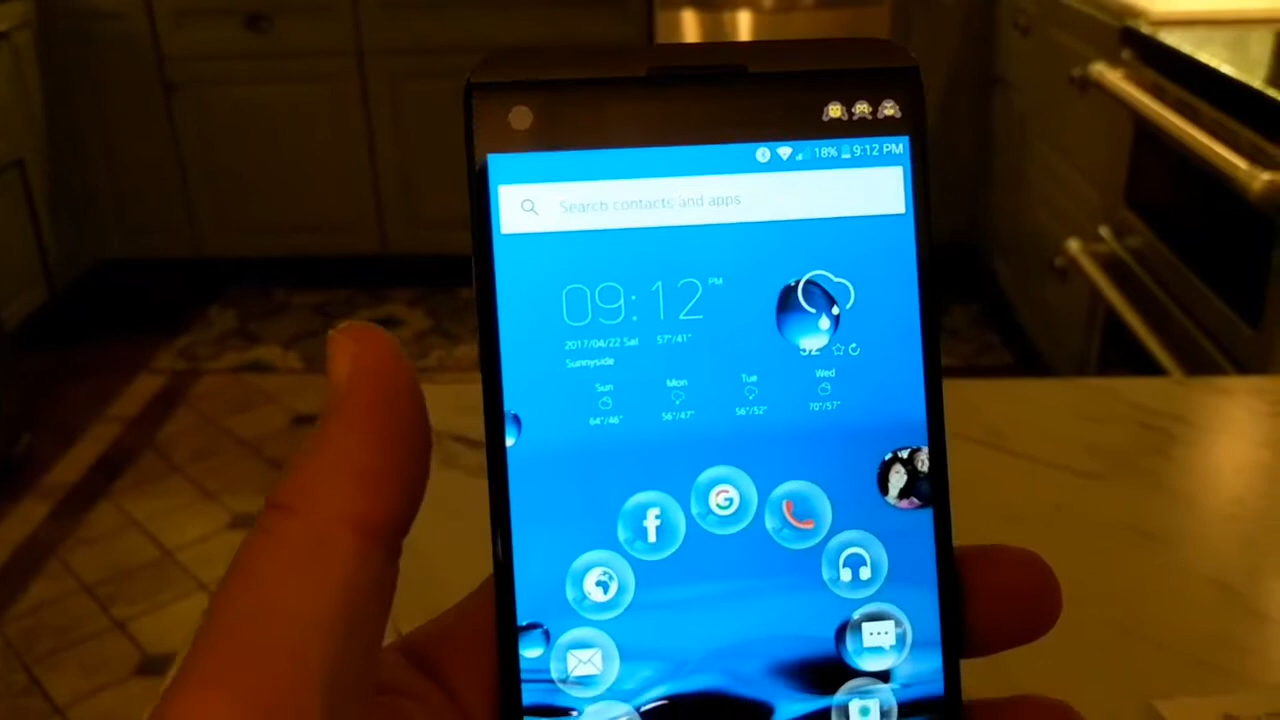 18% 9:12 PM
Search contacts and apps
09:12 PM
2017/04/22 Sat 57°/41°
Sunnyside
52°
Sun Mon Tue Wed
64°/46° 56°/47° 56°/52° 70°/57°
f
G